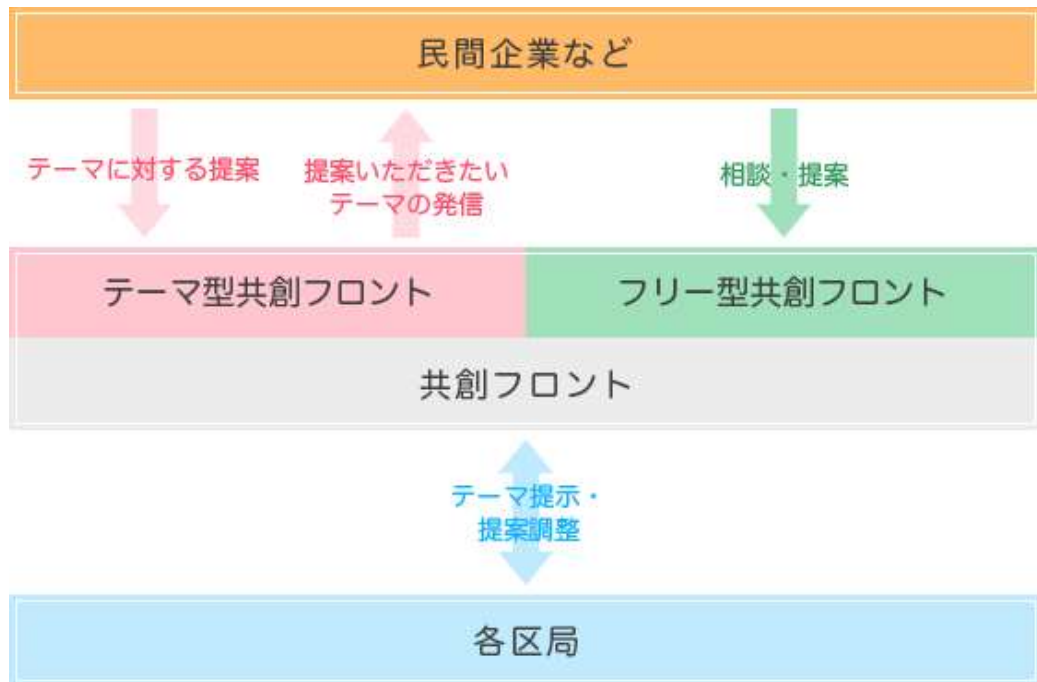 民間企業など
テーマに対する提案
提案いただきたい
テーマの発信
相談・提案
テーマ型共創フロント
フリー型共創フロント
共創フロント
テーマ提示・
提案調整
各区局